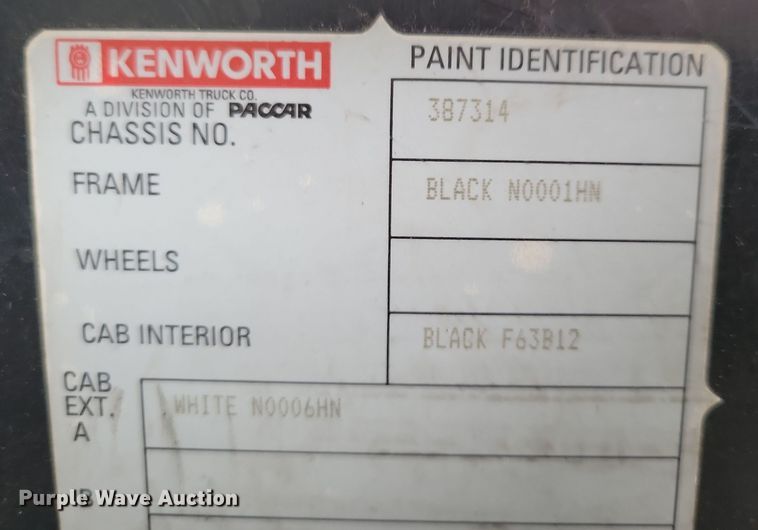 KENWORTH
PAINT IDENTIFICATION
KENWORTH TRUCK CO.
A DIVISION OF PACCAR
CHASSIS NO. 387314
FRAME BLACK N0001HN
WHEELS
CAB INTERIOR BLACK F63B12
CAB
EXT. WHITE N0006HN
A
B
Purple Wave Auction